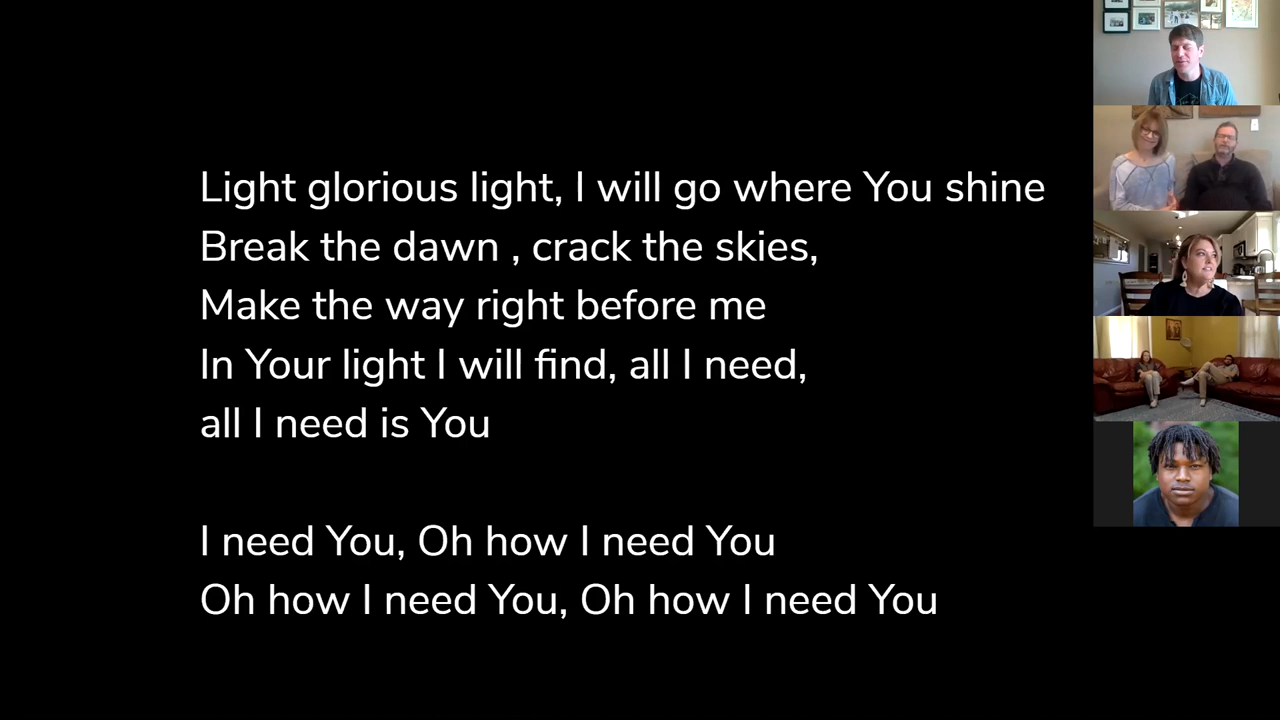 Light glorious light, I will go where You shine
Break the dawn , crack the skies,
Make the way right before me
In Your light I will find, all I need,
all I need is You
I need You, Oh how I need You
Oh how I need You, Oh how I need You